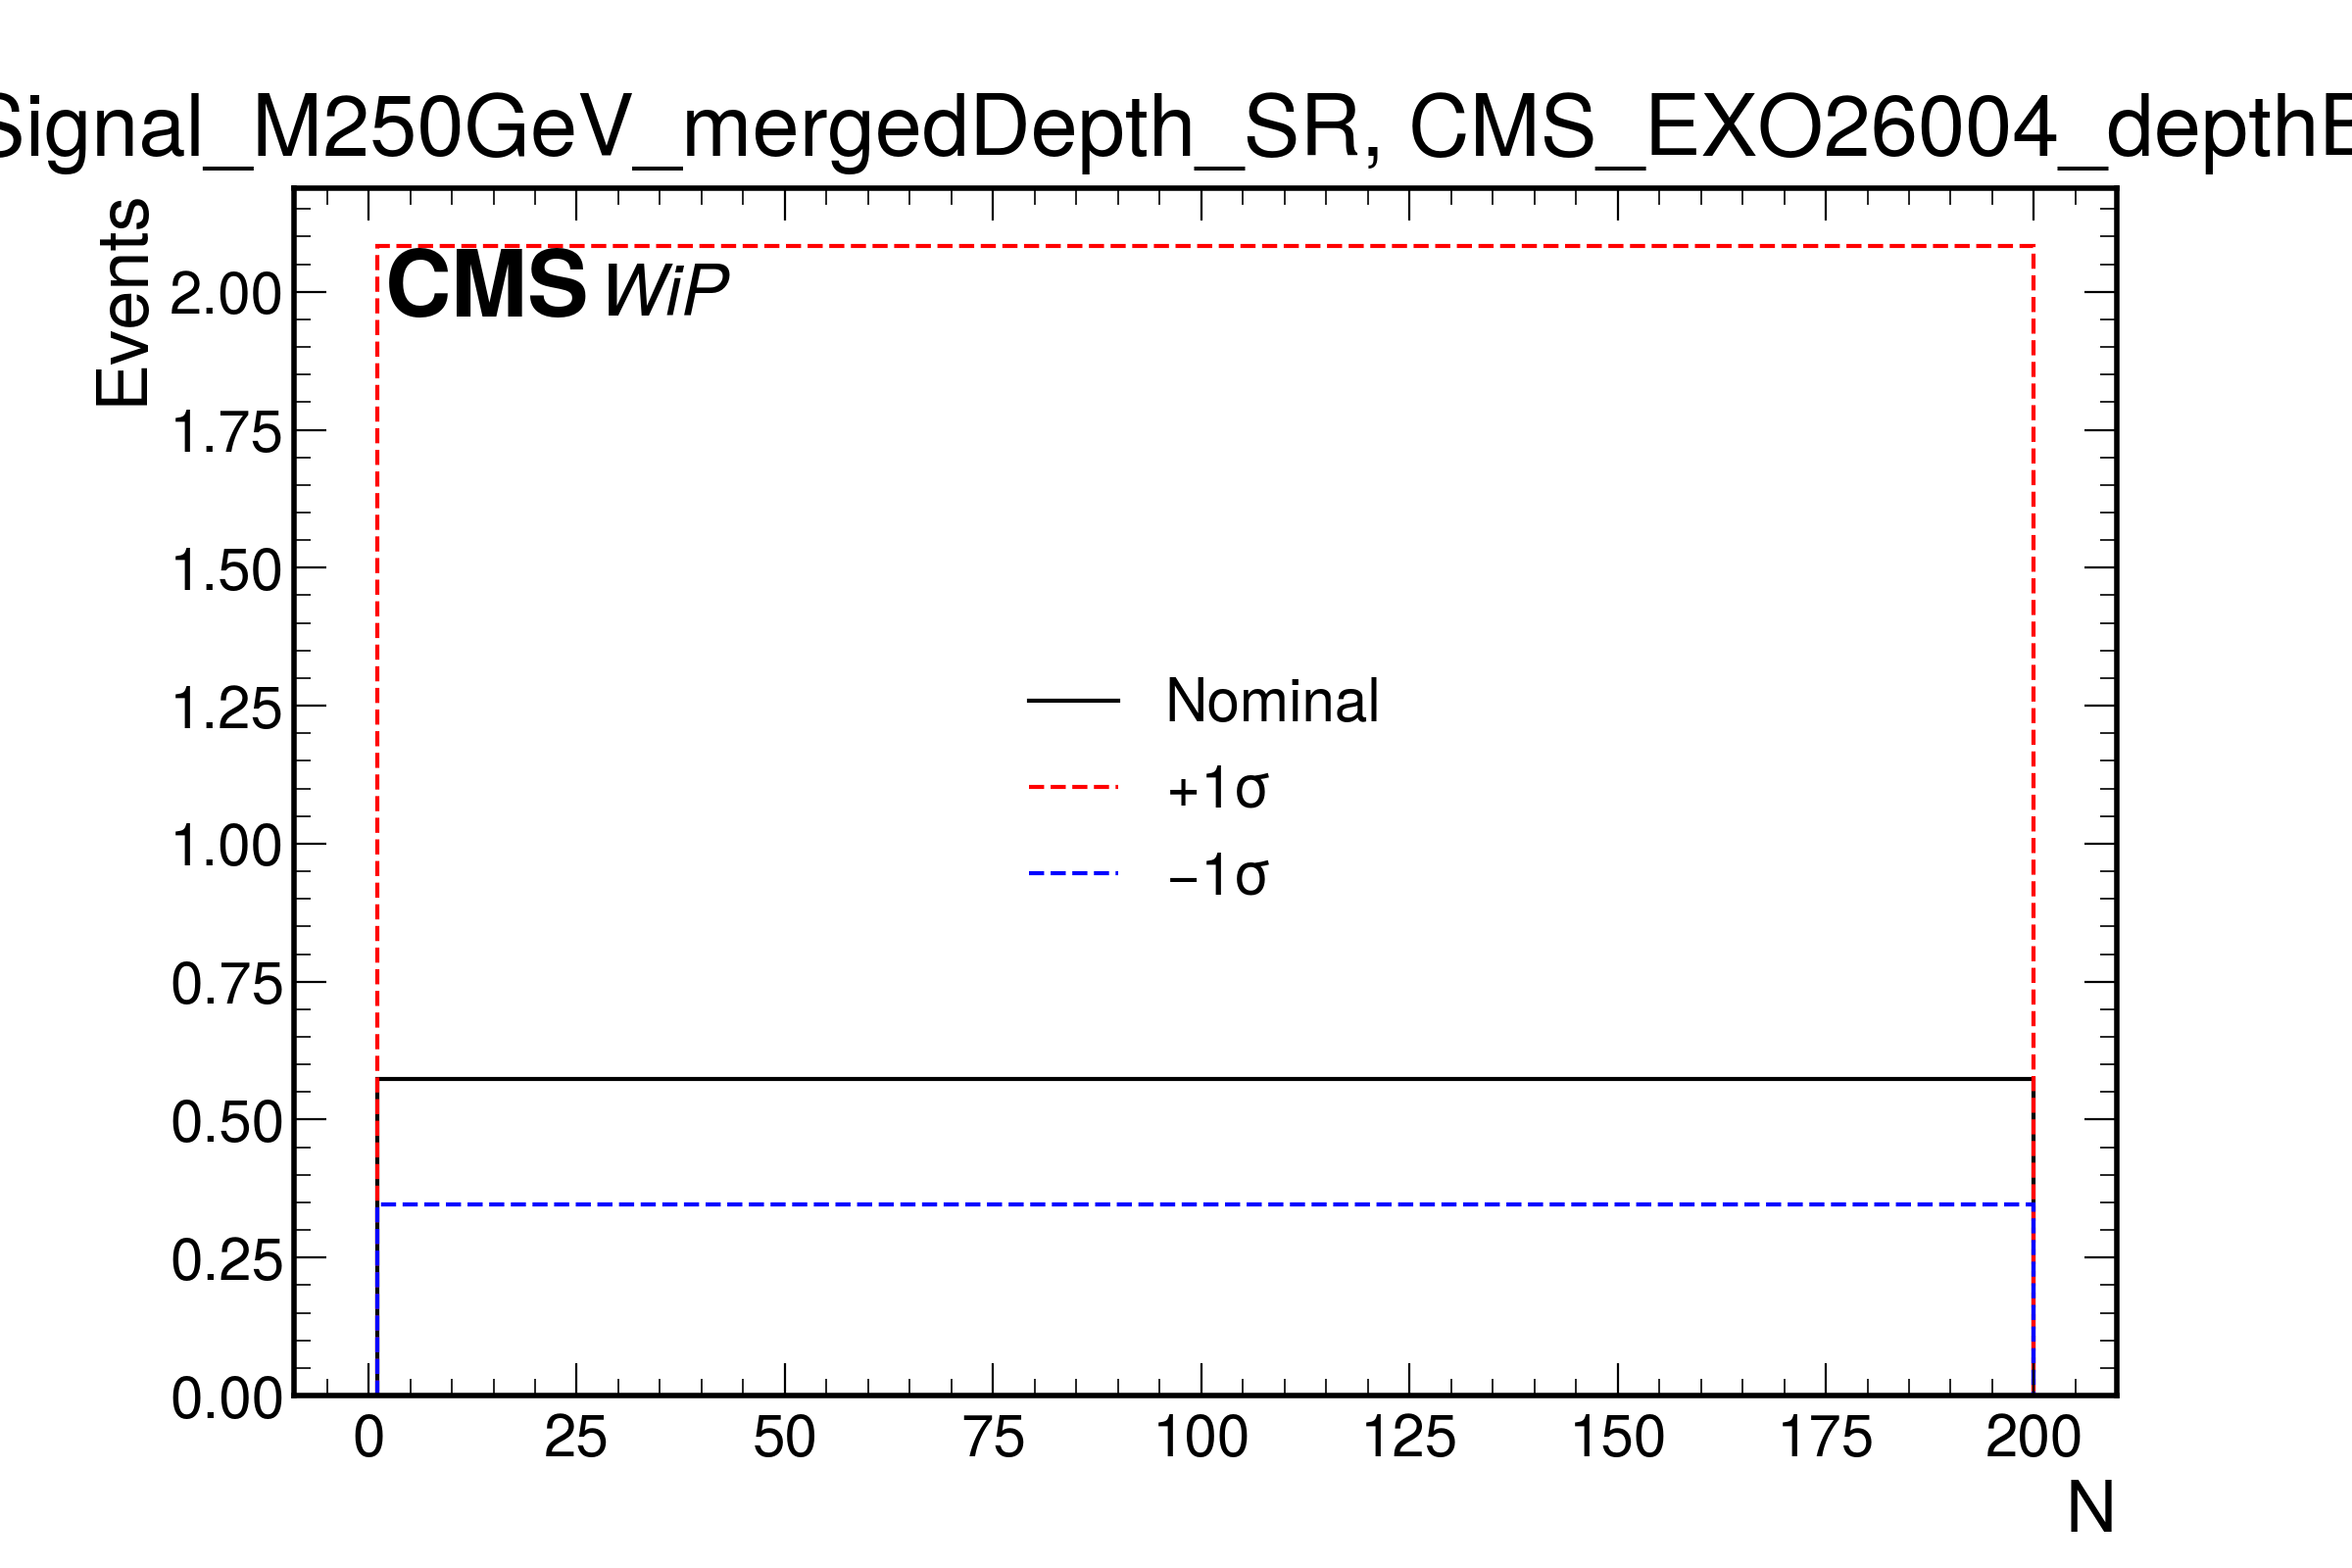 Signal_M250GeV_mergedDepth_SR, CMS_EXO26004_depthE
Events
CMS WiP
2.00
1.75
1.50
1.25
1.00
0.75
0.50
0.25
0.00
Nominal
+1σ
−1σ
0 25 50 75 100 125 150 175 200
N